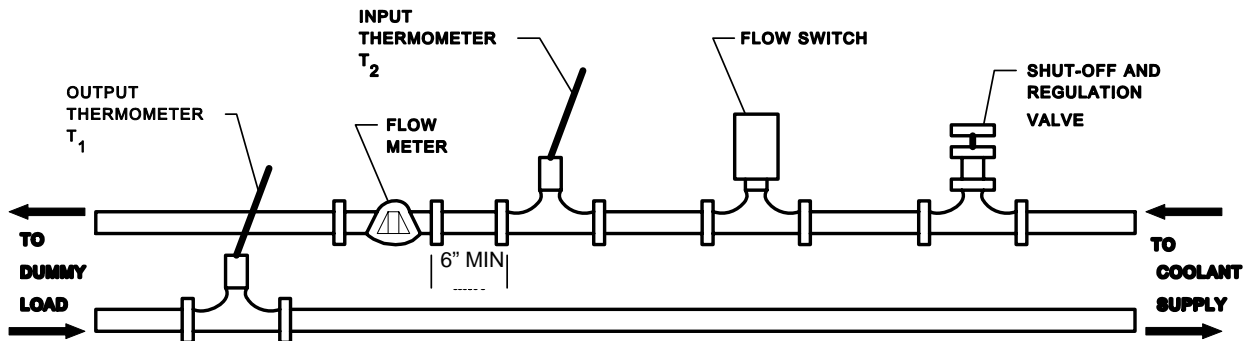 INPUT
THERMOMETER
T2
FLOW SWITCH
SHUT-OFF AND
REGULATION
VALVE
OUTPUT
THERMOMETER
T1
FLOW
METER
6” MIN
TO
DUMMY
LOAD
TO
COOLANT
SUPPLY